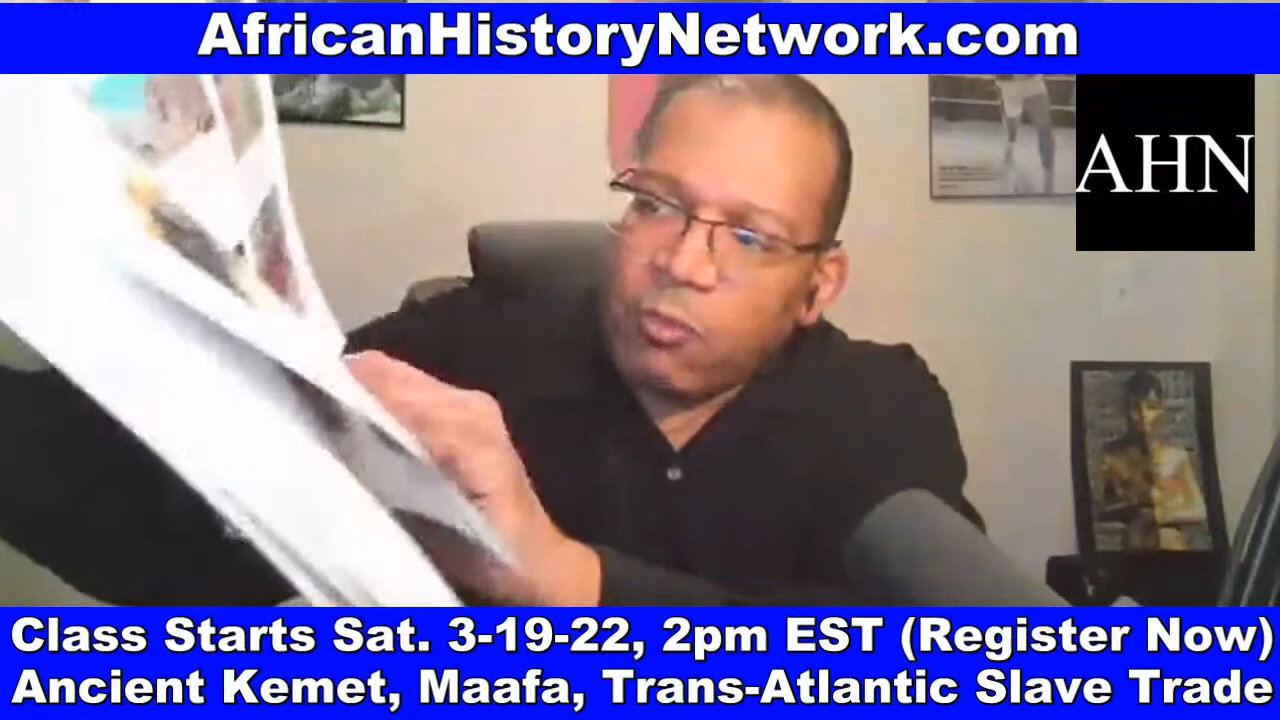 AfricanHistoryNetwork.com
AHN
Class Starts Sat. 3-19-22, 2pm EST (Register Now)
Ancient Kemet, Maafa, Trans-Atlantic Slave Trade